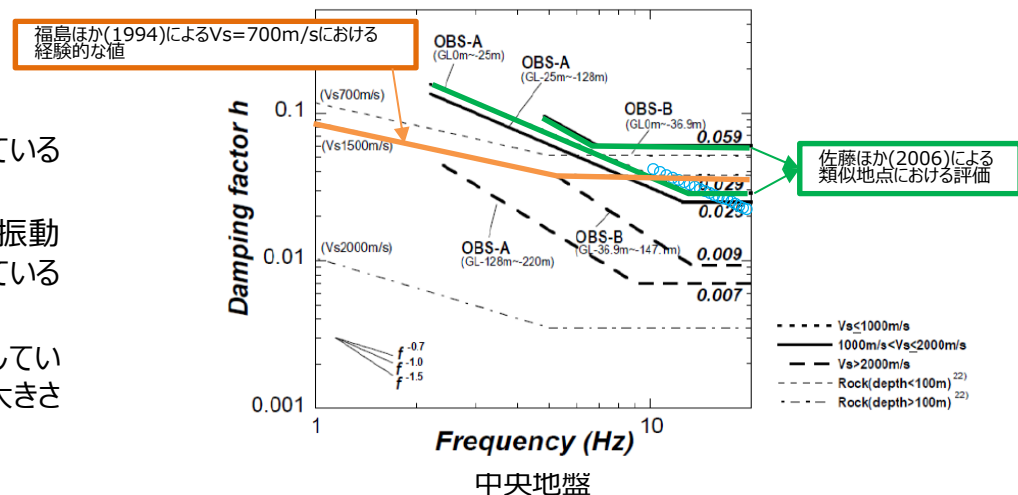 福島ほか(1994)によるVs=700m/sにおける
経験的な値
ている
振動
ている
してい
大きさ
Damping factor h
0.1
0.01
0.001
(Vs700m/s)
(Vs1500m/s)
(Vs2000m/s)
OBS-A
(GL0m~-25m)
OBS-A
(GL-25m~-128m)
OBS-B
(GL0m~-36.9m)
0.059
0.029
0.025
佐藤ほか(2006)による
類似地点における評価
OBS-A
(GL-128m~-220m)
OBS-B
(GL-36.9m~-147.1m)
0.009
0.007
f -0.7
f -1.0
f -1.5
Vs≤1000m/s
1000m/s<Vs≤2000m/s
Vs>2000m/s
Rock(depth<100m) 22)
Rock(depth>100m) 22)
1
10
Frequency (Hz)
中央地盤